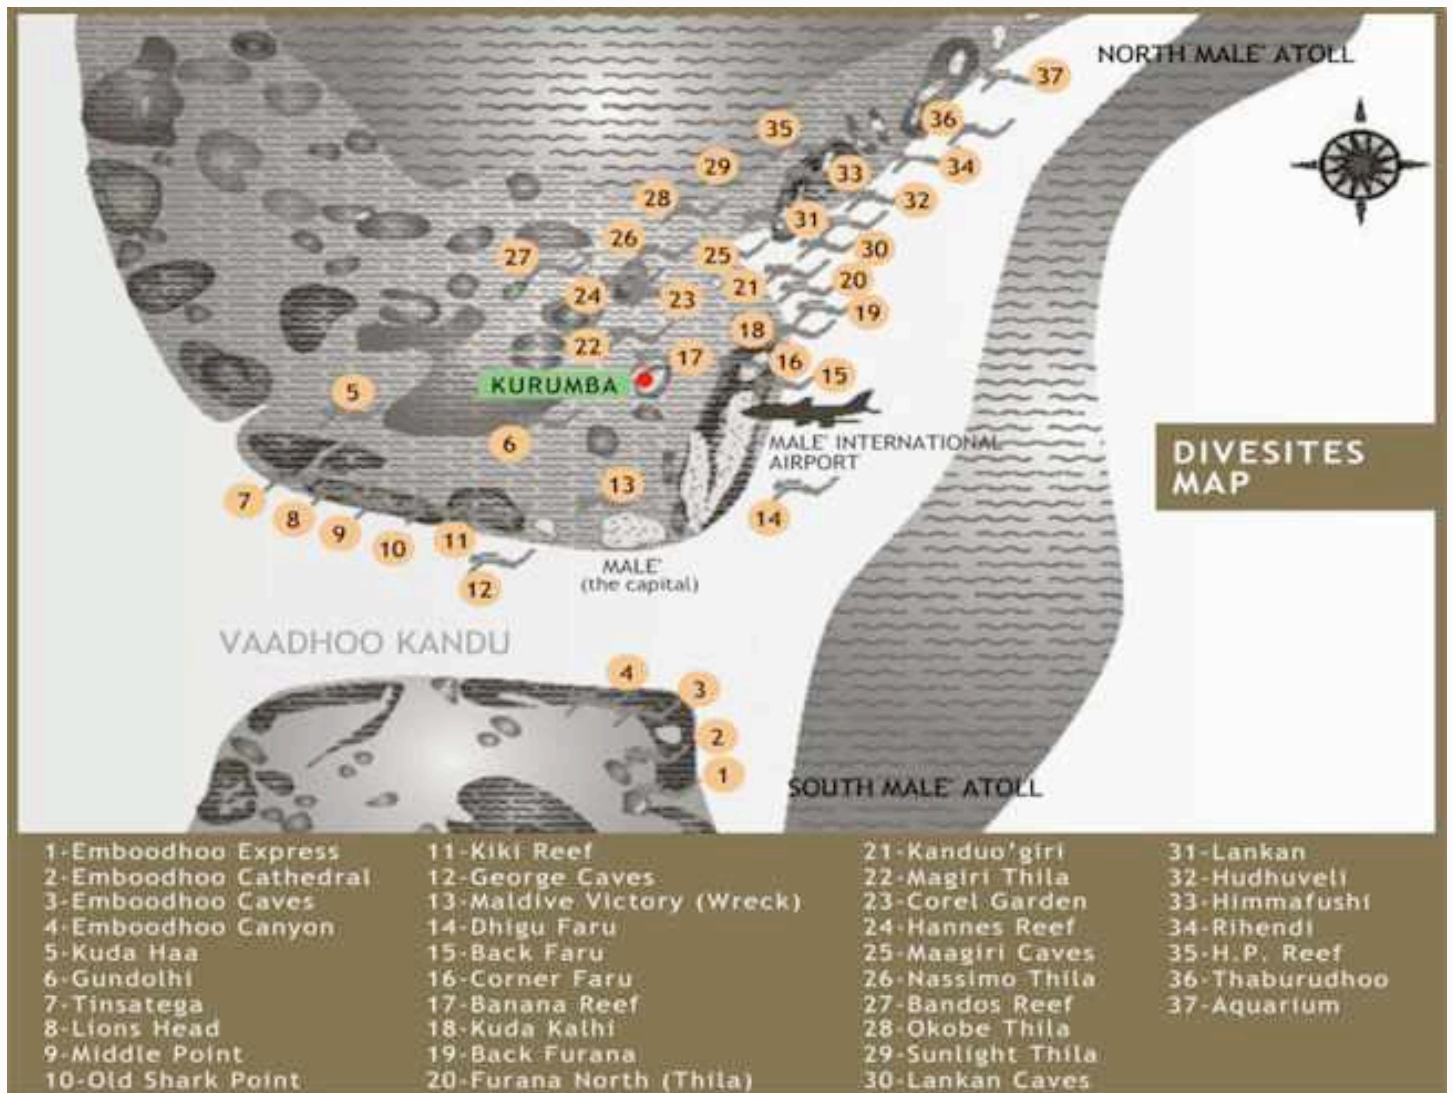 NORTH MALE' ATOLL
37
36
35
34
29
33
28
32
31
26
30
27
25
20
21
24
23
19
18
22
17
16
15
KURUMBA
5
6
MALE' INTERNATIONAL
AIRPORT
DIVESITES
MAP
13
7
8
9
10
11
12
14
MALE'
(the capital)
VAADHOO KANDU
4
3
2
1
SOUTH MALE' ATOLL
1-Emboodhoo Express
2-Emboodhoo Cathedral
3-Emboodhoo Caves
4-Emboodhoo Canyon
5-Kuda Haa
6-Gundolhi
7-Tinsatega
8-Lions Head
9-Middle Point
10-Old Shark Point
11-Kiki Reef
12-George Caves
13-Maldive Victory (Wreck)
14-Dhigu Faru
15-Back Faru
16-Corner Faru
17-Banana Reef
18-Kuda Kalhi
19-Back Furana
20-Furana North (Thila)
21-Kanduo'giri
22-Magiri Thila
23-Corel Garden
24-Hannes Reef
25-Maagiri Caves
26-Nassimo Thila
27-Bandos Reef
28-Okobe Thila
29-Sunlight Thila
30-Lankan Caves
31-Lankan
32-Hudhuveli
33-Himmafushi
34-Rihendi
35-H.P. Reef
36-Thaburudhoo
37-Aquarium